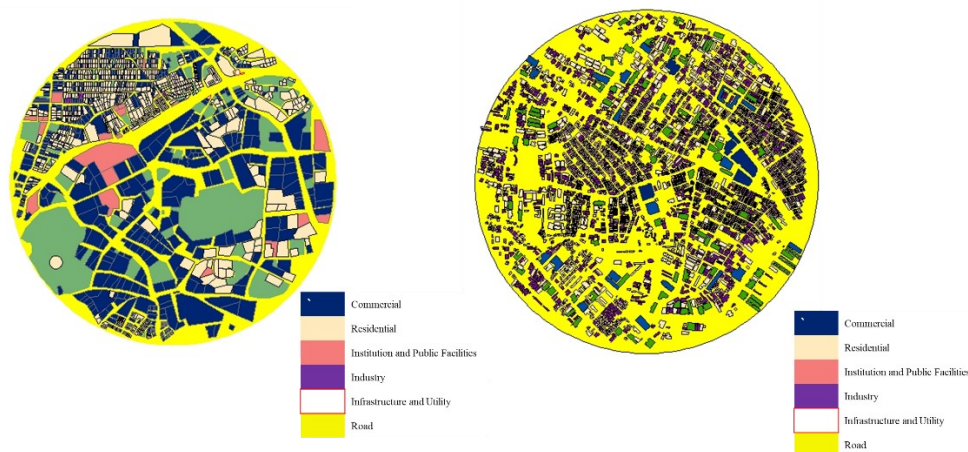 Commercial
Residential
Institution and Public Facilities
Industry
Infrastructure and Utility
Road
Commercial
Residential
Institution and Public Facilities
Industry
Infrastructure and Utility
Road